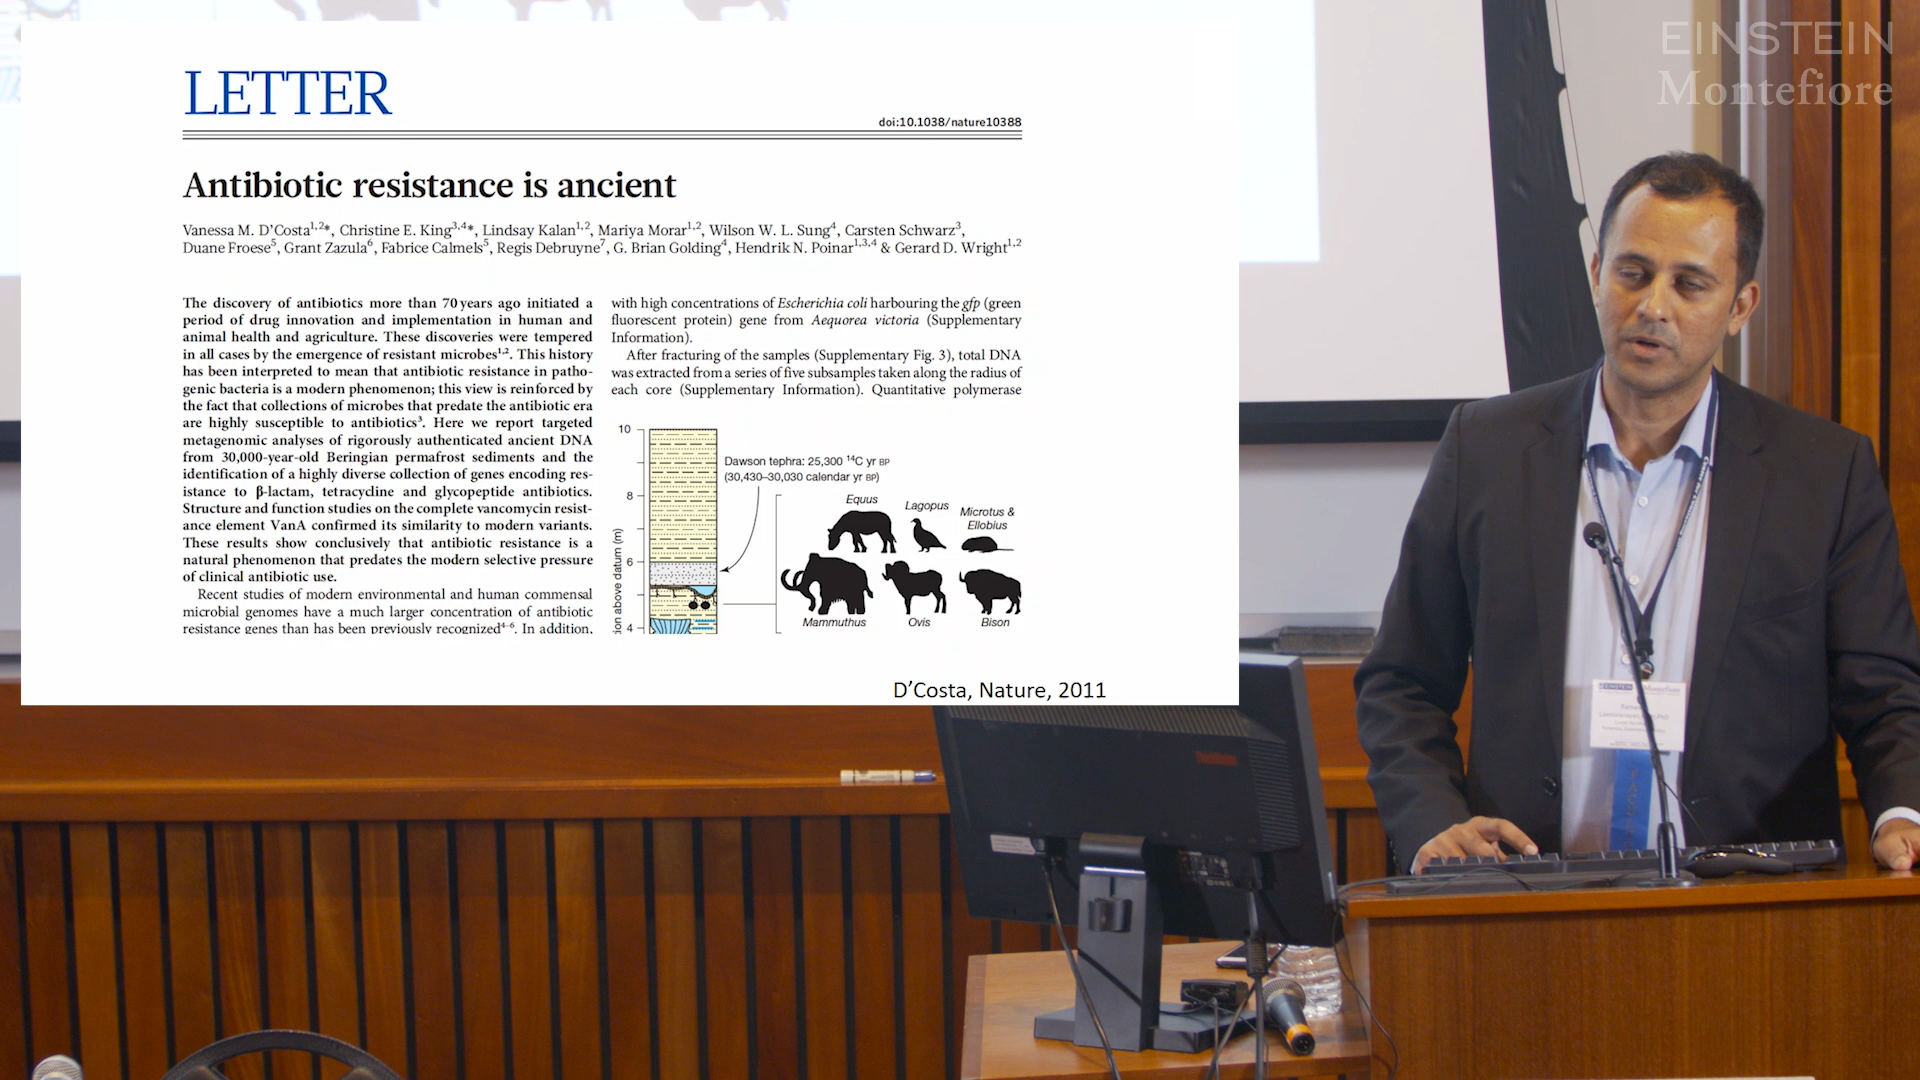 EINSTEIN
Montefiore
LETTER
doi:10.1038/nature10388
Antibiotic resistance is ancient
Vanessa M. D'Costa1,2*, Christine E. King3,4*, Lindsay Kalan1,2, Mariya Morar1,2, Wilson W. L. Sung4, Carsten Schwarz3,
Duane Froese5, Grant Zazula6, Fabrice Calmels5, Regis Debruyne7, G. Brian Golding4, Hendrik N. Poinar1,3,4 & Gerard D. Wright1,2
The discovery of antibiotics more than 70 years ago initiated a
period of drug innovation and implementation in human and
animal health and agriculture. These discoveries were tempered
in all cases by the emergence of resistant microbes1,2. This history
has been interpreted to mean that antibiotic resistance in patho-
genic bacteria is a modern phenomenon; this view is reinforced by
the fact that collections of microbes that predate the antibiotic era
are highly susceptible to antibiotics3. Here we report targeted
metagenomic analyses of rigorously authenticated ancient DNA
from 30,000-year-old Beringian permafrost sediments and the
identification of a highly diverse collection of genes encoding res-
istance to β-lactam, tetracycline and glycopeptide antibiotics.
Structure and function studies on the complete vancomycin resist-
ance element VanA confirmed its similarity to modern variants.
These results show conclusively that antibiotic resistance is a
natural phenomenon that predates the modern selective pressure
of clinical antibiotic use.
Recent studies of modern environmental and human commensal
microbial genomes have a much larger concentration of antibiotic
resistance genes than has been previously recognized4–6. In addition,
with high concentrations of Escherichia coli harbouring the gfp (green
fluorescent protein) gene from Aequorea victoria (Supplementary
Information).
After fracturing of the samples (Supplementary Fig. 3), total DNA
was extracted from a series of five subsamples taken along the radius of
each core (Supplementary Information). Quantitative polymerase
10
8
6
4
ion above datum (m)
Dawson tephra: 25,300 14C yr BP
(30,430–30,030 calendar yr BP)
Equus
Lagopus
Microtus &
Ellobius
Mammuthus
Ovis
Bison
D'Costa, Nature, 2011